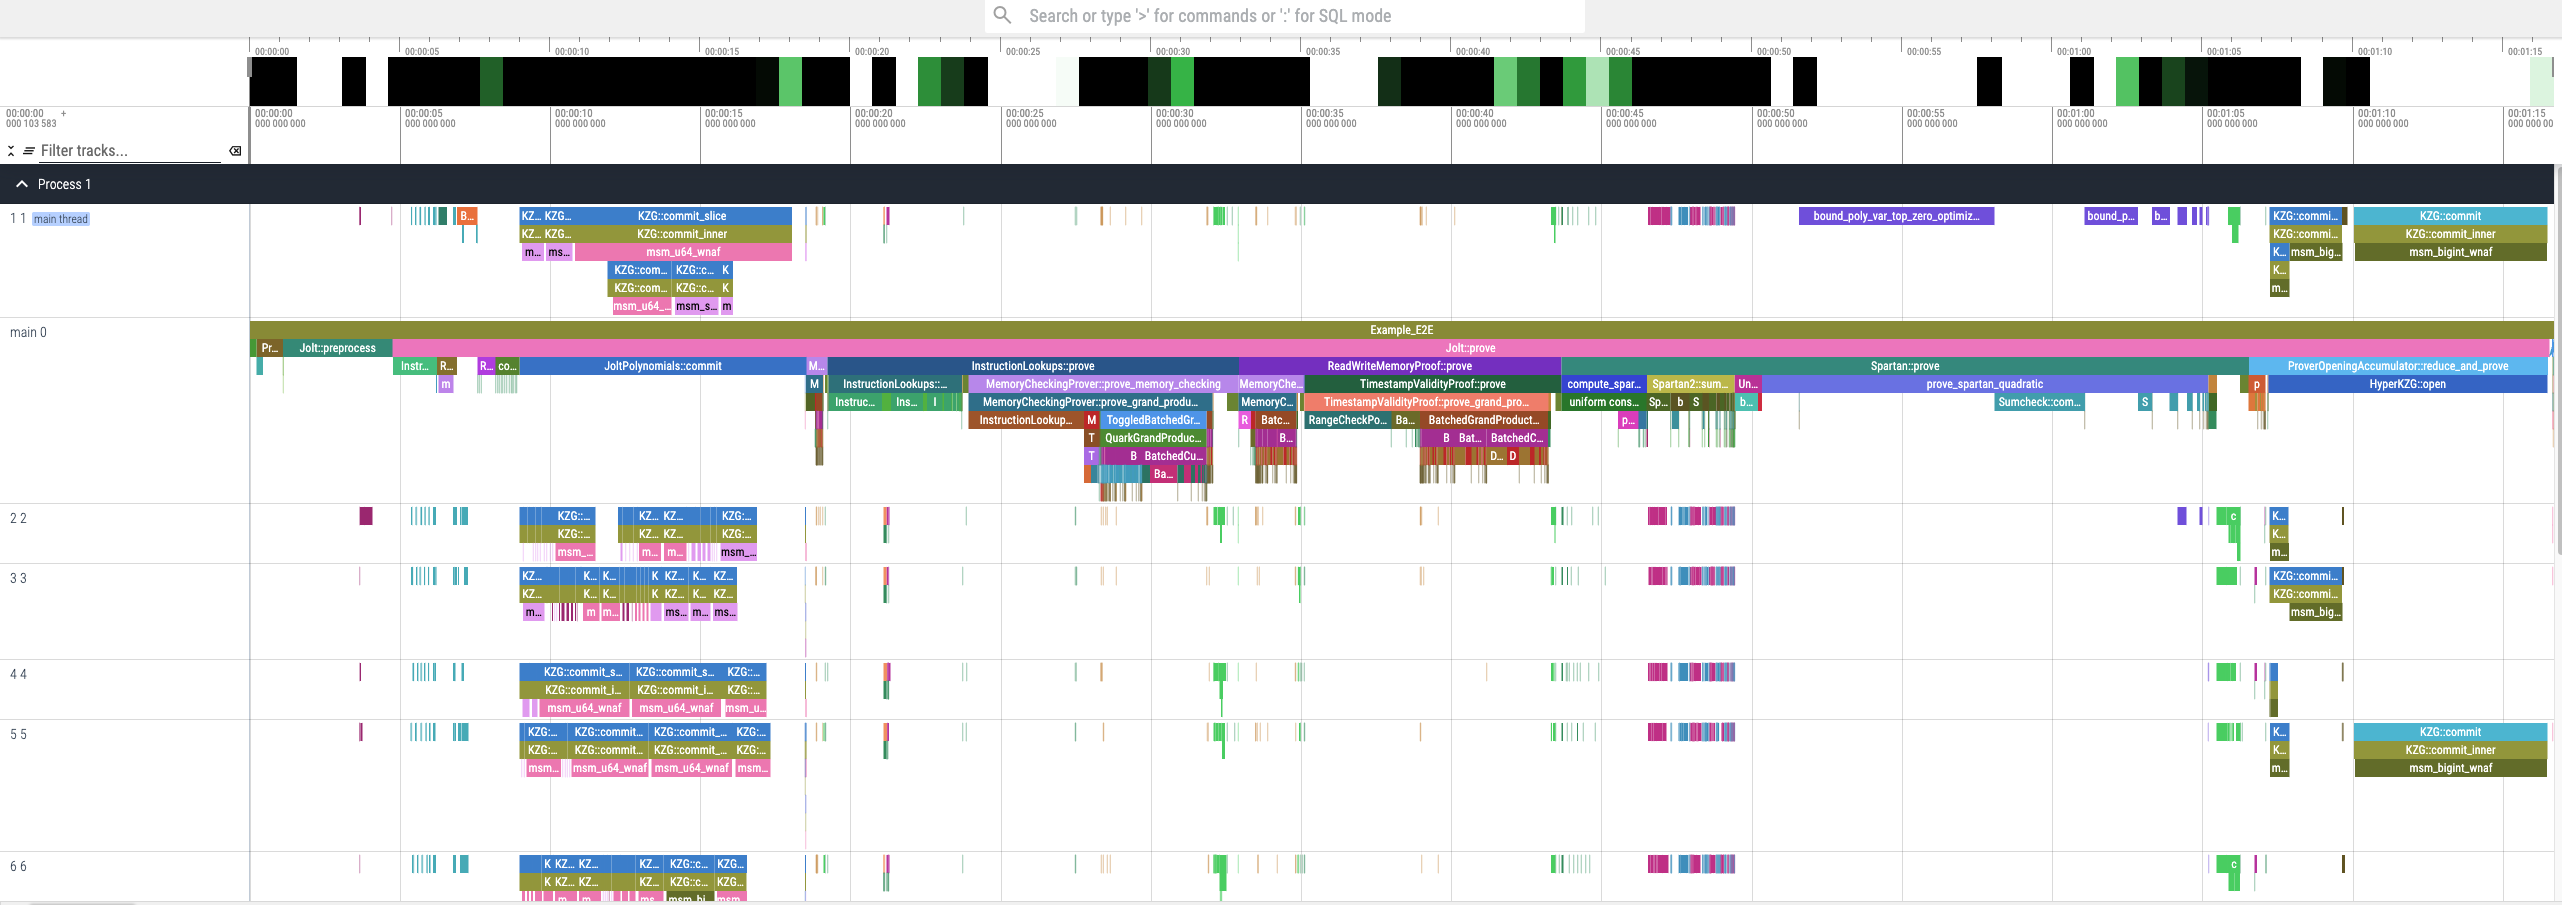 Search or type '>' for commands or ':' for SQL mode
00:00:00 00:00:05 00:00:10 00:00:15 00:00:20 00:00:25 00:00:30 00:00:35 00:00:40 00:00:45 00:00:50 00:00:55 00:01:00 00:01:05 00:01:10 00:01:15
00:00:00 + 00:00:00 00:00:05 00:00:10 00:00:15 00:00:20 00:00:25 00:00:30 00:00:35 00:00:40 00:00:45 00:00:50 00:00:55 00:01:00 00:01:05 00:01:10 00:01:15
000 103 583 000 000 000 000 000 000 000 000 000 000 000 000 000 000 000 000 000 000 000 000 000 000 000 000 000 000 000 000 000 000 000 000 000 000 000 000 000 000 000 000 000 000 000 000 000 000 00
Filter tracks...
Process 1
1 1 main thread B... KZ... KZG... KZG::commit_slice bound_poly_var_top_zero_optimiz... bound_p... b... KZG::commi... KZG::commit
KZ... KZG... KZG::commit_inner KZG::commi... KZG::commit_inner
m... ms... msm_u64_wnaf K... msm_big... msm_bigint_wnaf
KZG::com... KZG::c... K K...
KZG::com... KZG::c... K m...
msm_u64_... msm_s... m
main 0 Example_E2E
Pr... Jolt::preprocess Jolt::prove
Instr... R... R... co... JoltPolynomials::commit M... InstructionLookups::prove ReadWriteMemoryProof::prove Spartan::prove ProverOpeningAccumulator::reduce_and_prove
m M InstructionLookups::... MemoryCheckingProver::prove_memory_checking MemoryChe... TimestampValidityProof::prove compute_spar... Spartan2::sum... Un... prove_spartan_quadratic p HyperKZG::open
Instruc... Ins... I MemoryCheckingProver::prove_grand_produ... MemoryC... TimestampValidityProof::prove_grand_pro... uniform cons... Sp... b S b... Sumcheck::com... S
InstructionLookup... M ToggledBatchedGr... R Batc... RangeCheckPo... Ba... BatchedGrandProduct... p...
T QuarkGrandProduc... B... B Bat... BatchedC...
T B BatchedCu... D... D
Ba...
2 2 KZG::... KZ... KZ... KZG:... c K...
KZG::... KZ... KZ... KZG:... K...
msm_... m... m... msm_... m...
3 3 KZ... K... K... K KZ... K... KZ... KZG::commi...
KZ... K... K... K KZ... K... KZ... KZG::commi...
m... m m... ms... m... ms... msm_big...
4 4 KZG::commit_s... KZG::commit_s... KZG::...
KZG::commit_i... KZG::commit_i... KZG::...
msm_u64_wnaf msm_u64_wnaf msm_u...
5 5 KZG:... KZG::commit... KZG::commit_... KZG:... K... KZG::commit
KZG:... KZG::commit... KZG::commit_... KZG:... K... KZG::commit_inner
msm... msm_u64_wnaf msm_u64_wnaf msm... m... msm_bigint_wnaf
6 6 K KZ... KZ... KZ... KZG::c... KZG... c
K KZ... KZ... KZ... KZG::c... KZG...
m... m... ms... msm_bi... msm...